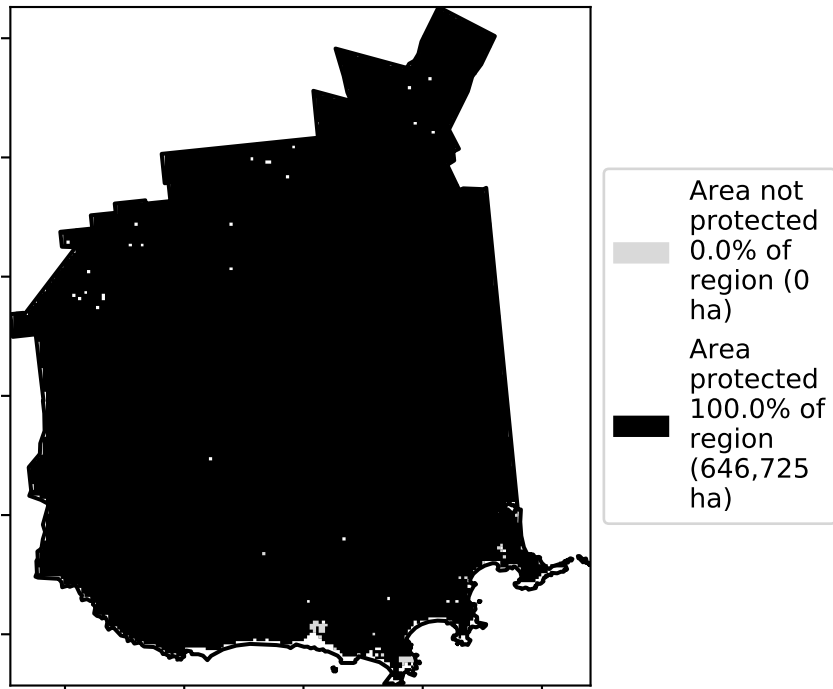 Area not
protected
0.0% of
region (0
ha)
Area
protected
100.0% of
region
(646,725
ha)